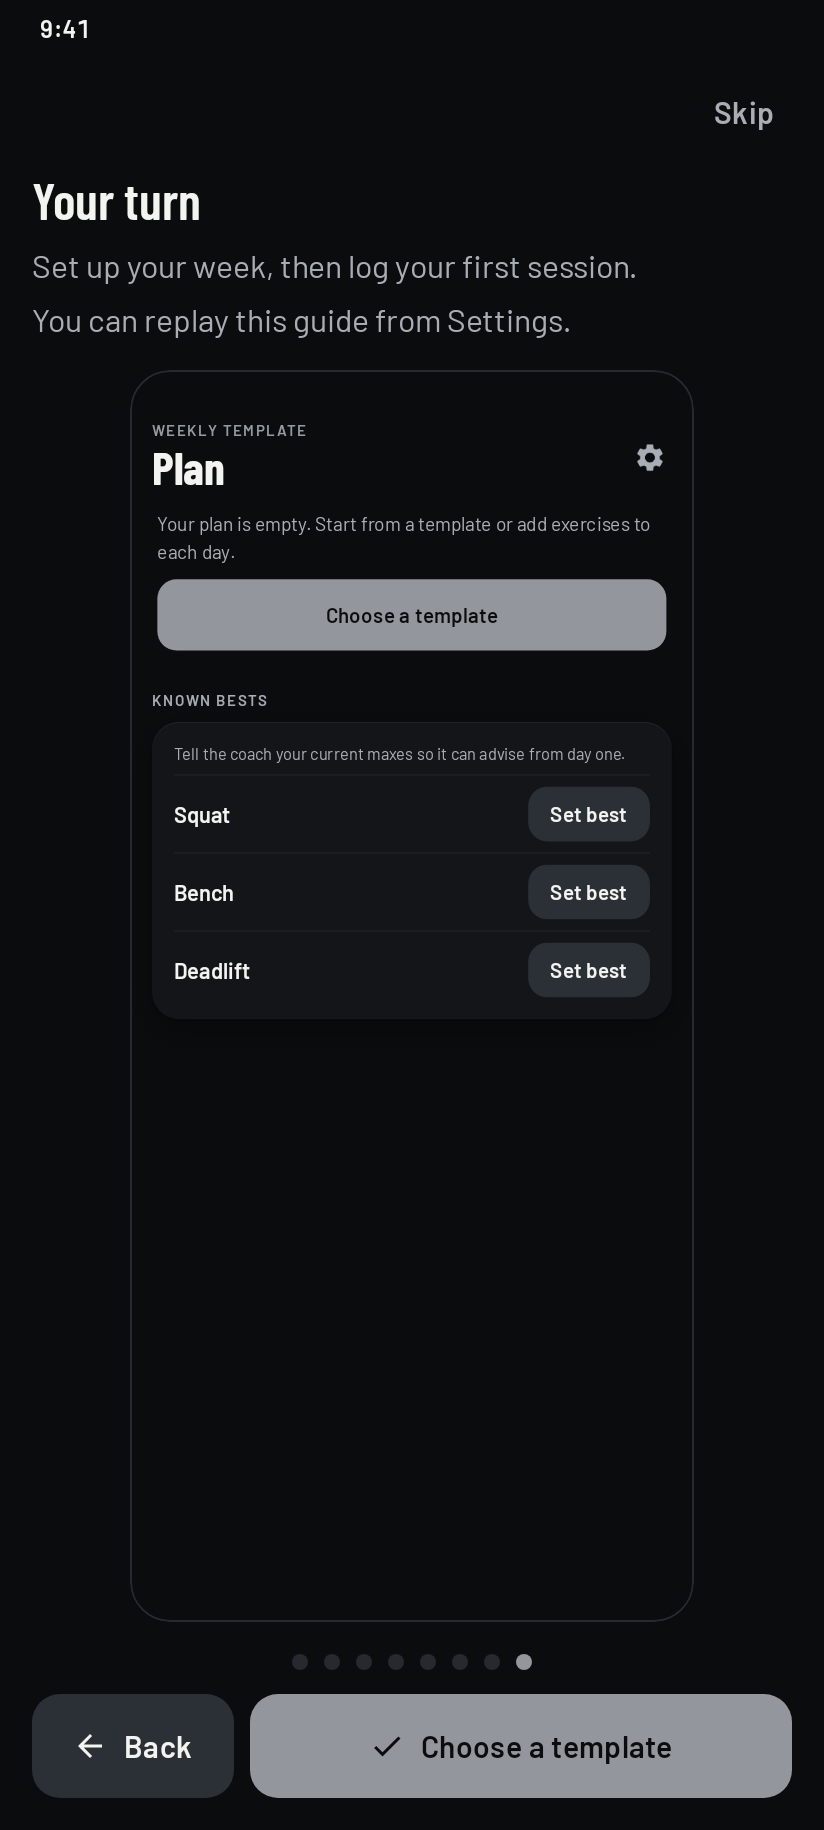 9:41
Skip
Your turn
Set up your week, then log your first session.
You can replay this guide from Settings.
WEEKLY TEMPLATE
Plan
Your plan is empty. Start from a template or add exercises to
each day.
Choose a template
KNOWN BESTS
Tell the coach your current maxes so it can advise from day one.
Squat
Set best
Bench
Set best
Deadlift
Set best
Back
Choose a template